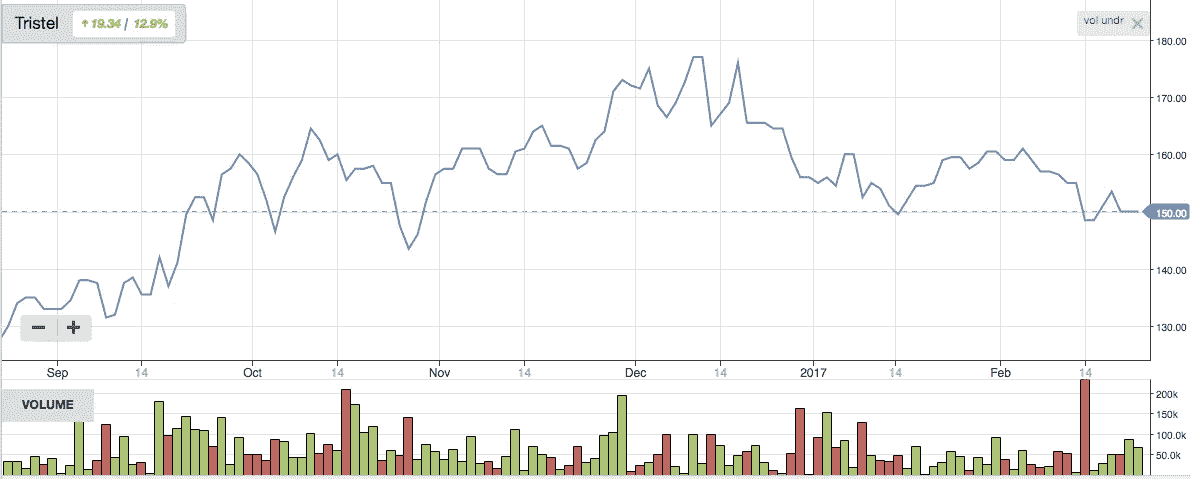 Tristel ↑ 19.34 / 12.9%
vol undr ×
180.00
170.00
160.00
150.00
140.00
130.00
− +
Sep 14 Oct 14 Nov 14 Dec 14 2017 14 Feb 14
VOLUME
200k
150k
100.0k
50.0k